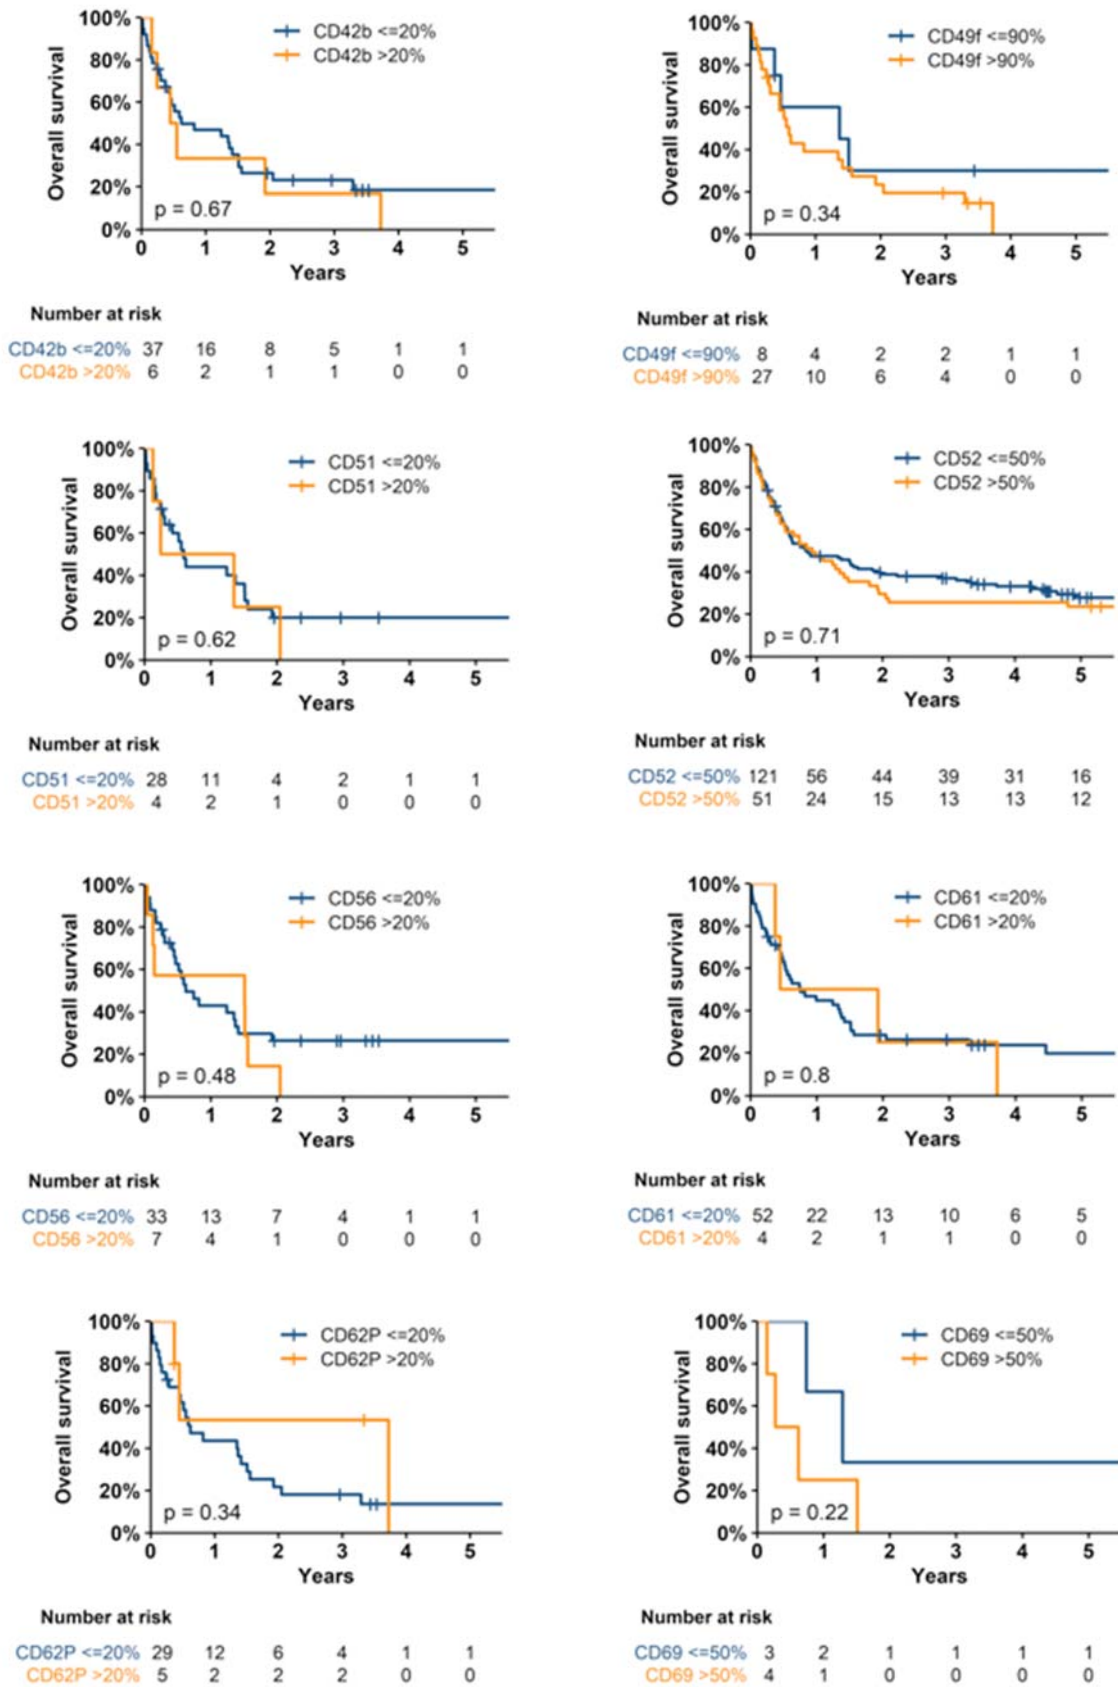 100%
80%
60%
40%
20%
0%
Overall survival
CD42b <=20%
CD42b >20%
p = 0.67
0 1 2 3 4 5
Years
Number at risk
CD42b <=20% 37 16 8 5 1 1
CD42b >20% 6 2 1 1 0 0
100%
80%
60%
40%
20%
0%
Overall survival
CD49f <=90%
CD49f >90%
p = 0.34
0 1 2 3 4 5
Years
Number at risk
CD49f <=90% 8 4 2 2 1 1
CD49f >90% 27 10 6 4 0 0
100%
80%
60%
40%
20%
0%
Overall survival
CD51 <=20%
CD51 >20%
p = 0.62
0 1 2 3 4 5
Years
Number at risk
CD51 <=20% 28 11 4 2 1 1
CD51 >20% 4 2 1 0 0 0
100%
80%
60%
40%
20%
0%
Overall survival
CD52 <=50%
CD52 >50%
p = 0.71
0 1 2 3 4 5
Years
Number at risk
CD52 <=50% 121 56 44 39 31 16
CD52 >50% 51 24 15 13 13 12
100%
80%
60%
40%
20%
0%
Overall survival
CD56 <=20%
CD56 >20%
p = 0.48
0 1 2 3 4 5
Years
Number at risk
CD56 <=20% 33 13 7 4 1 1
CD56 >20% 7 4 1 0 0 0
100%
80%
60%
40%
20%
0%
Overall survival
CD61 <=20%
CD61 >20%
p = 0.8
0 1 2 3 4 5
Years
Number at risk
CD61 <=20% 52 22 13 10 6 5
CD61 >20% 4 2 1 1 0 0
100%
80%
60%
40%
20%
0%
Overall survival
CD62P <=20%
CD62P >20%
p = 0.34
0 1 2 3 4 5
Years
Number at risk
CD62P <=20% 29 12 6 4 1 1
CD62P >20% 5 2 2 2 0 0
100%
80%
60%
40%
20%
0%
Overall survival
CD69 <=50%
CD69 >50%
p = 0.22
0 1 2 3 4 5
Years
Number at risk
CD69 <=50% 3 2 1 1 1 1
CD69 >50% 4 1 0 0 0 0